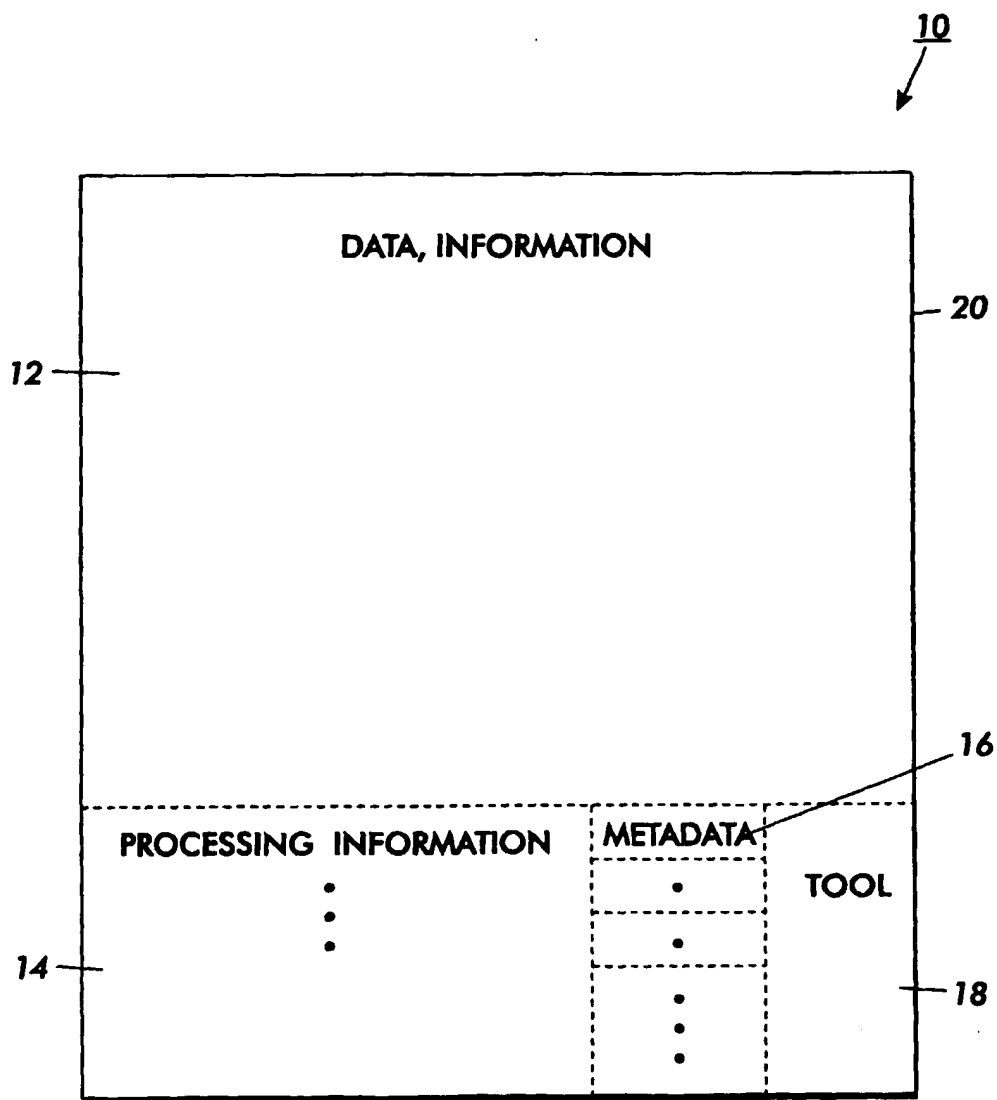 10
DATA, INFORMATION
20
12
16
PROCESSING INFORMATION
METADATA
TOOL
14
18